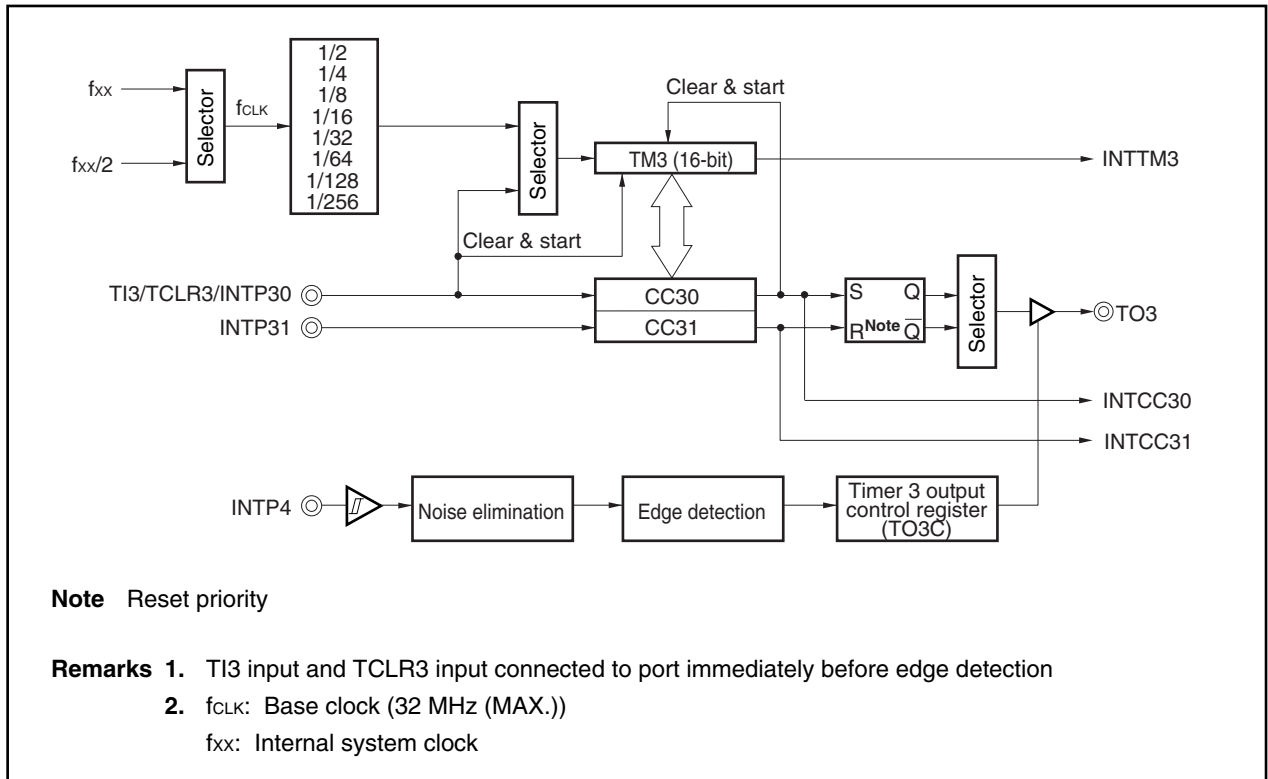 fXX
fXX/2
Selector
fCLK
1/2
1/4
1/8
1/16
1/32
1/64
1/128
1/256
Selector
Clear & start
TM3 (16-bit)
INTTM3
Clear & start
TI3/TCLR3/INTP30
INTP31
CC30
CC31
S Q
RNote Q̅
Selector
TO3
INTCC30
INTCC31
INTP4
Noise elimination
Edge detection
Timer 3 output
control register
(TO3C)
Note Reset priority
Remarks 1. TI3 input and TCLR3 input connected to port immediately before edge detection
2. fCLK: Base clock (32 MHz (MAX.))
fXX: Internal system clock